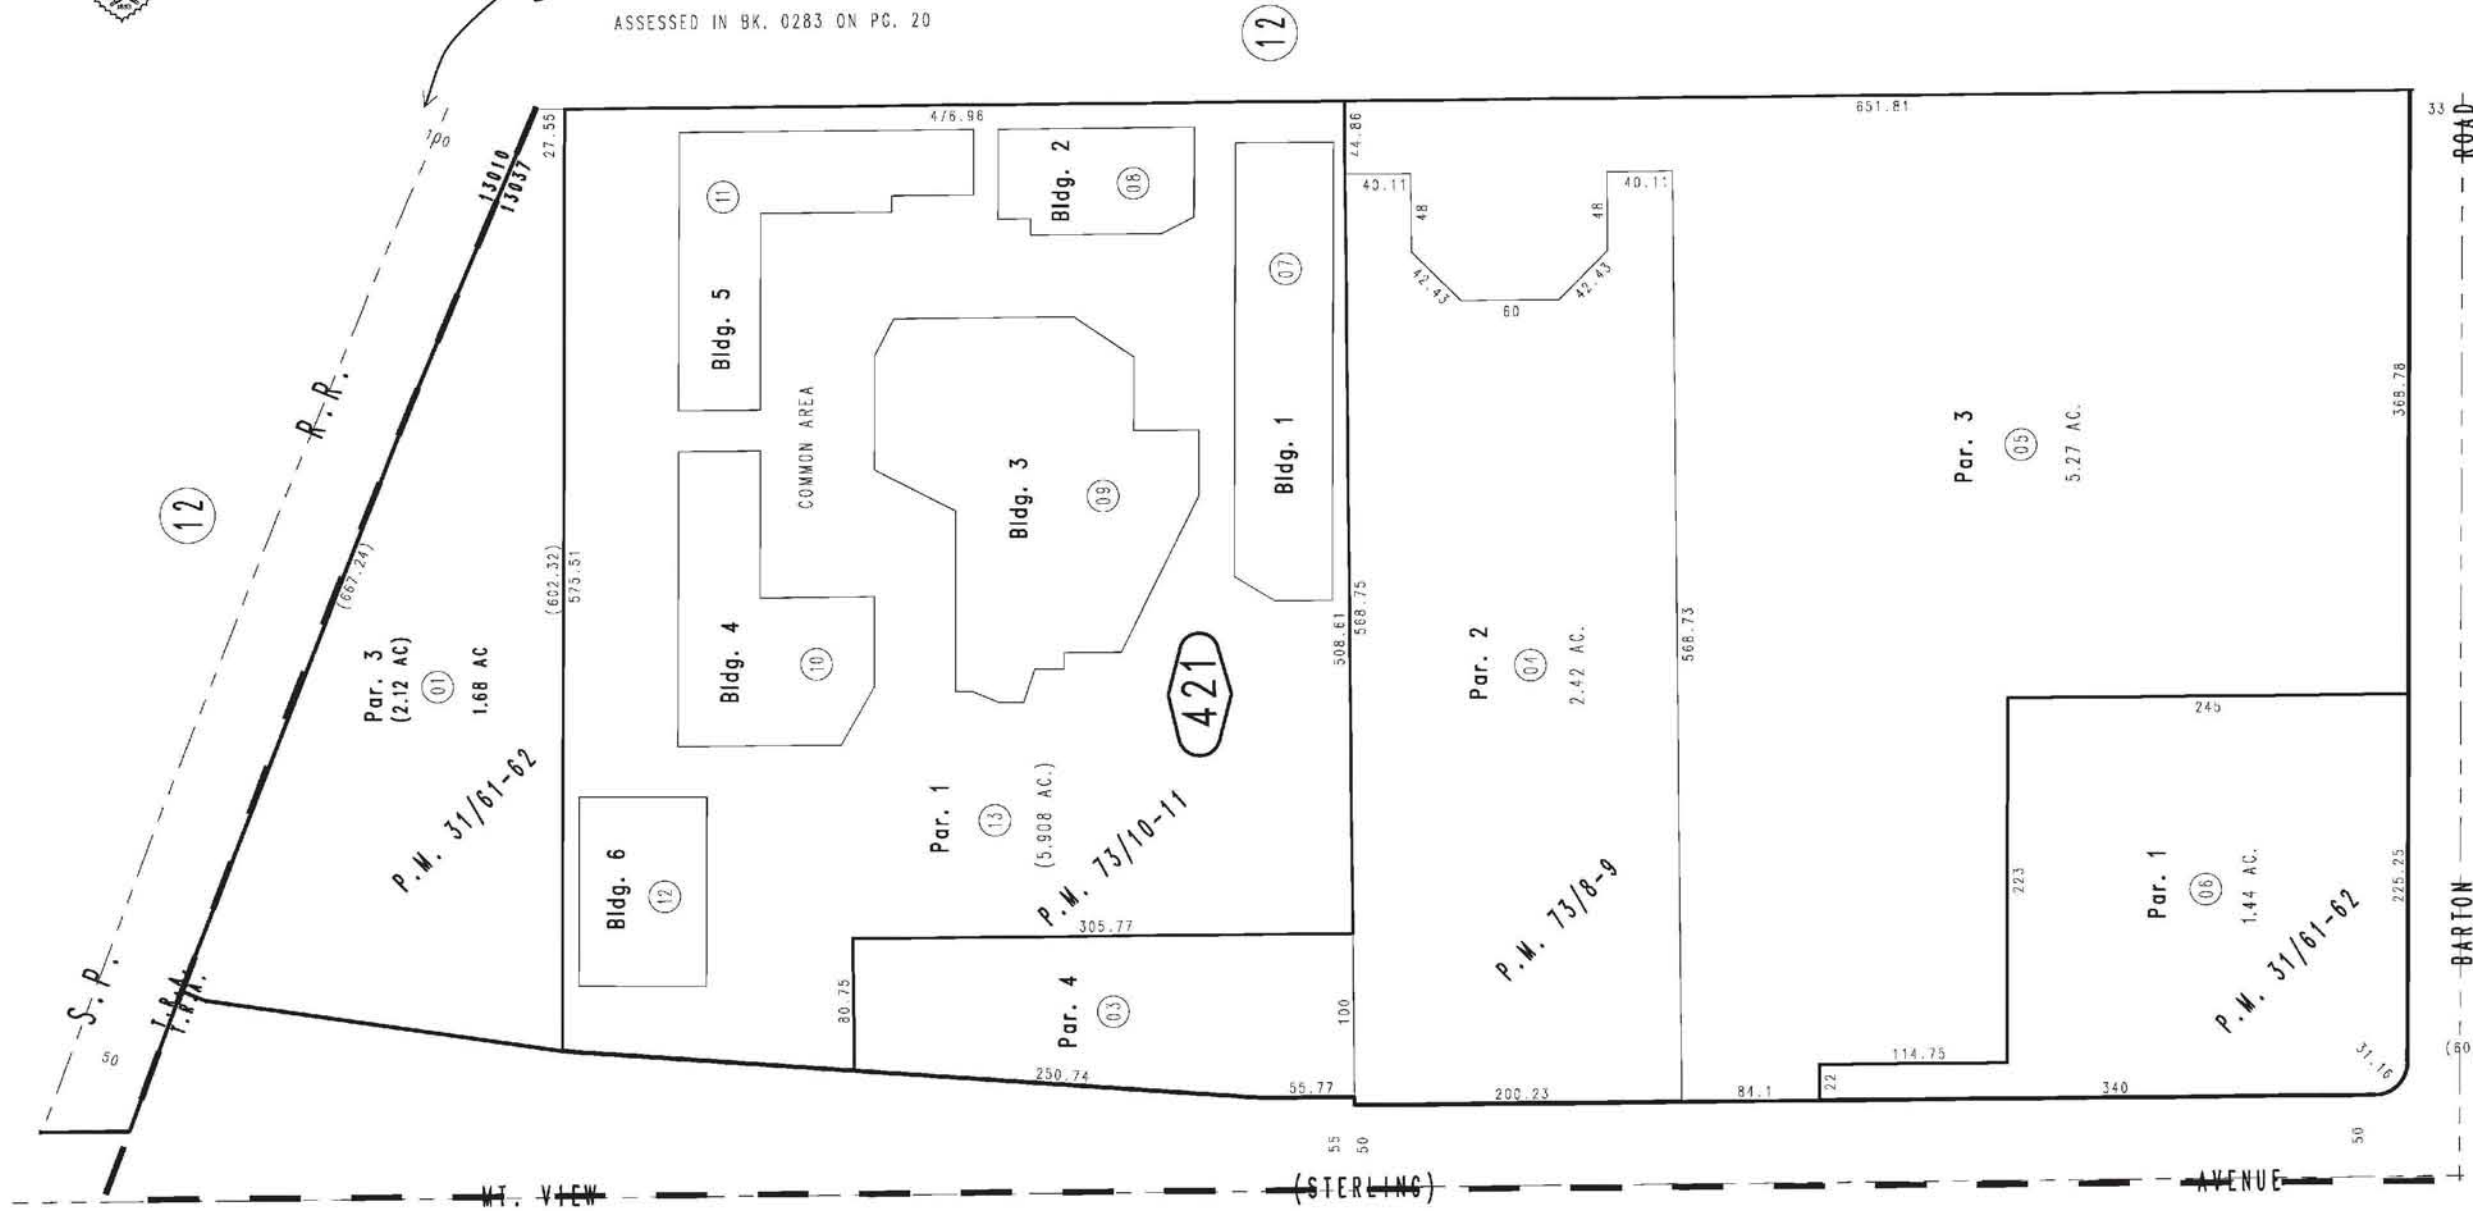 ASSESSED IN BK. 0283 ON PG. 20
12
100
13010
13037
27.55
476.98
44.86
651.81
33
ROAD
11
Bldg. 5
Bldg. 2
08
07
Bldg. 1
40.11
48
42.43
60
42.43
48
40.11
S.P. R.R.
12
(667.24)
(602.32)
575.51
COMMON AREA
Bldg. 3
09
Bldg. 4
10
508.61
568.75
568.73
Par. 3
05
5.27 AC.
368.78
Par. 3
(2.12 AC)
01
1.68 AC
P.M. 31/61-62
421
Par. 2
04
2.42 AC.
245
Bldg. 6
12
Par. 1
13
(5.908 AC.)
P.M. 73/10-11
305.77
P.M. 73/8-9
223
Par. 1
06
1.44 AC.
P.M. 31/61-62
225.25
BARTON
T.R.A.
T.R.A.
50
80.75
Par. 4
03
100
250.74
55.77
200.23
84.1
22
114.75
340
31.16
(60
55
50
50
MT. VIEW
(STERLING)
AVENUE